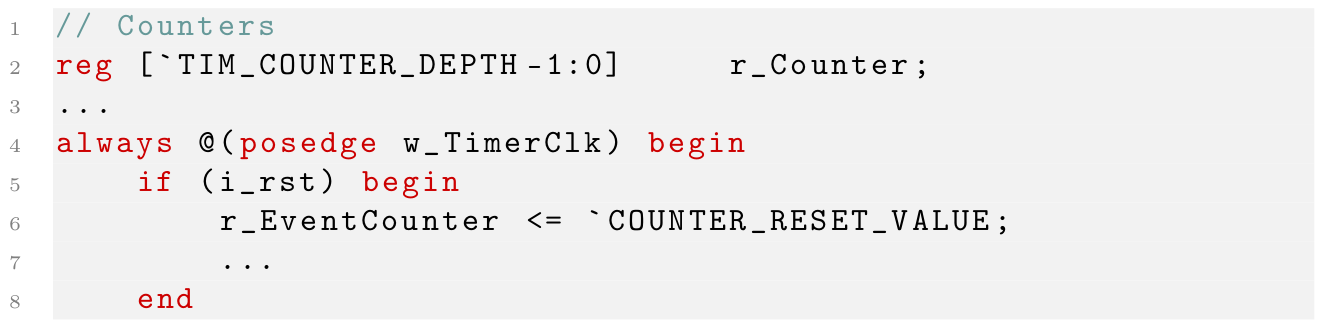 1 // Counters
2 reg [`TIM_COUNTER_DEPTH-1:0]     r_Counter;
3 ...
4 always @(posedge w_TimerClk) begin
5     if (i_rst) begin
6         r_EventCounter <= `COUNTER_RESET_VALUE;
7         ...
8     end